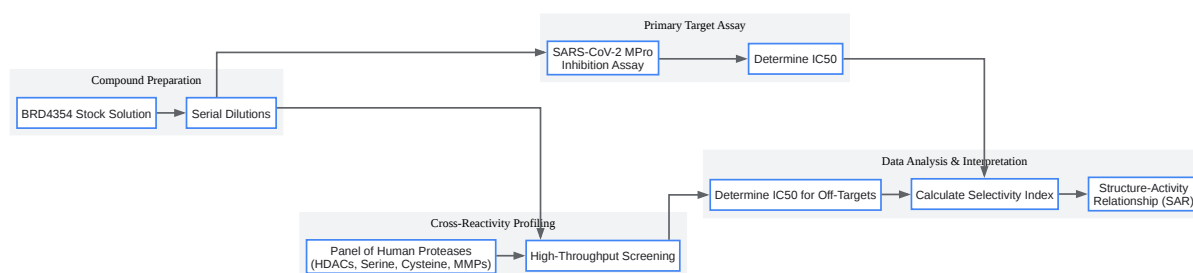 Primary Target Assay
SARS-CoV-2 MPro
Inhibition Assay
Determine IC50
Compound Preparation
BRD4354 Stock Solution
Serial Dilutions
Data Analysis & Interpretation
Determine IC50 for Off-Targets
Calculate Selectivity Index
Structure-Activity
Relationship (SAR)
Cross-Reactivity Profiling
Panel of Human Proteases
(HDACs, Serine, Cysteine, MMPs)
High-Throughput Screening